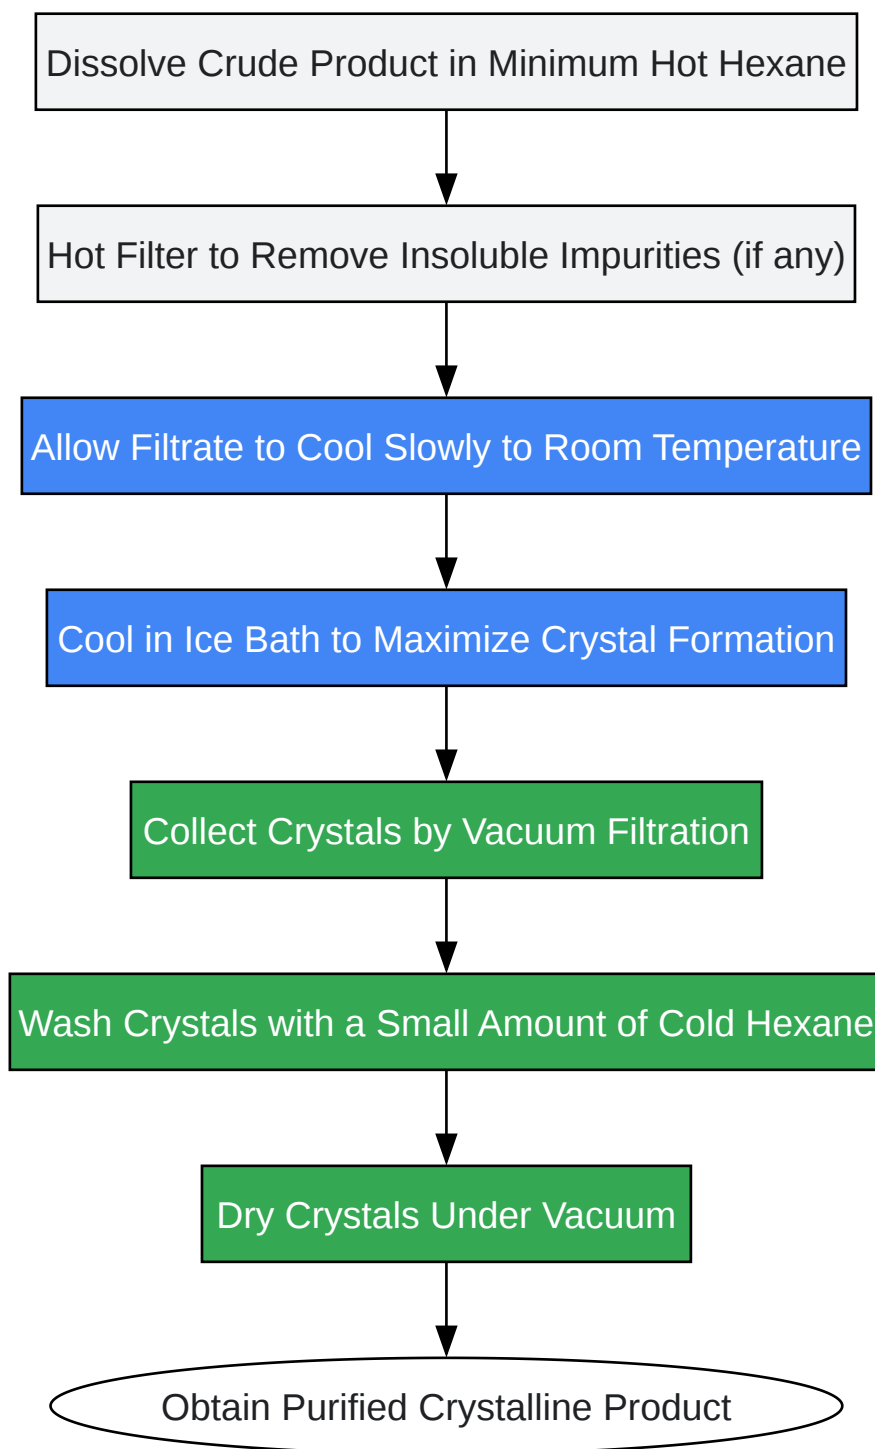 Dissolve Crude Product in Minimum Hot Hexane
Hot Filter to Remove Insoluble Impurities (if any)
Allow Filtrate to Cool Slowly to Room Temperature
Cool in Ice Bath to Maximize Crystal Formation
Collect Crystals by Vacuum Filtration
Wash Crystals with a Small Amount of Cold Hexane
Dry Crystals Under Vacuum
Obtain Purified Crystalline Product